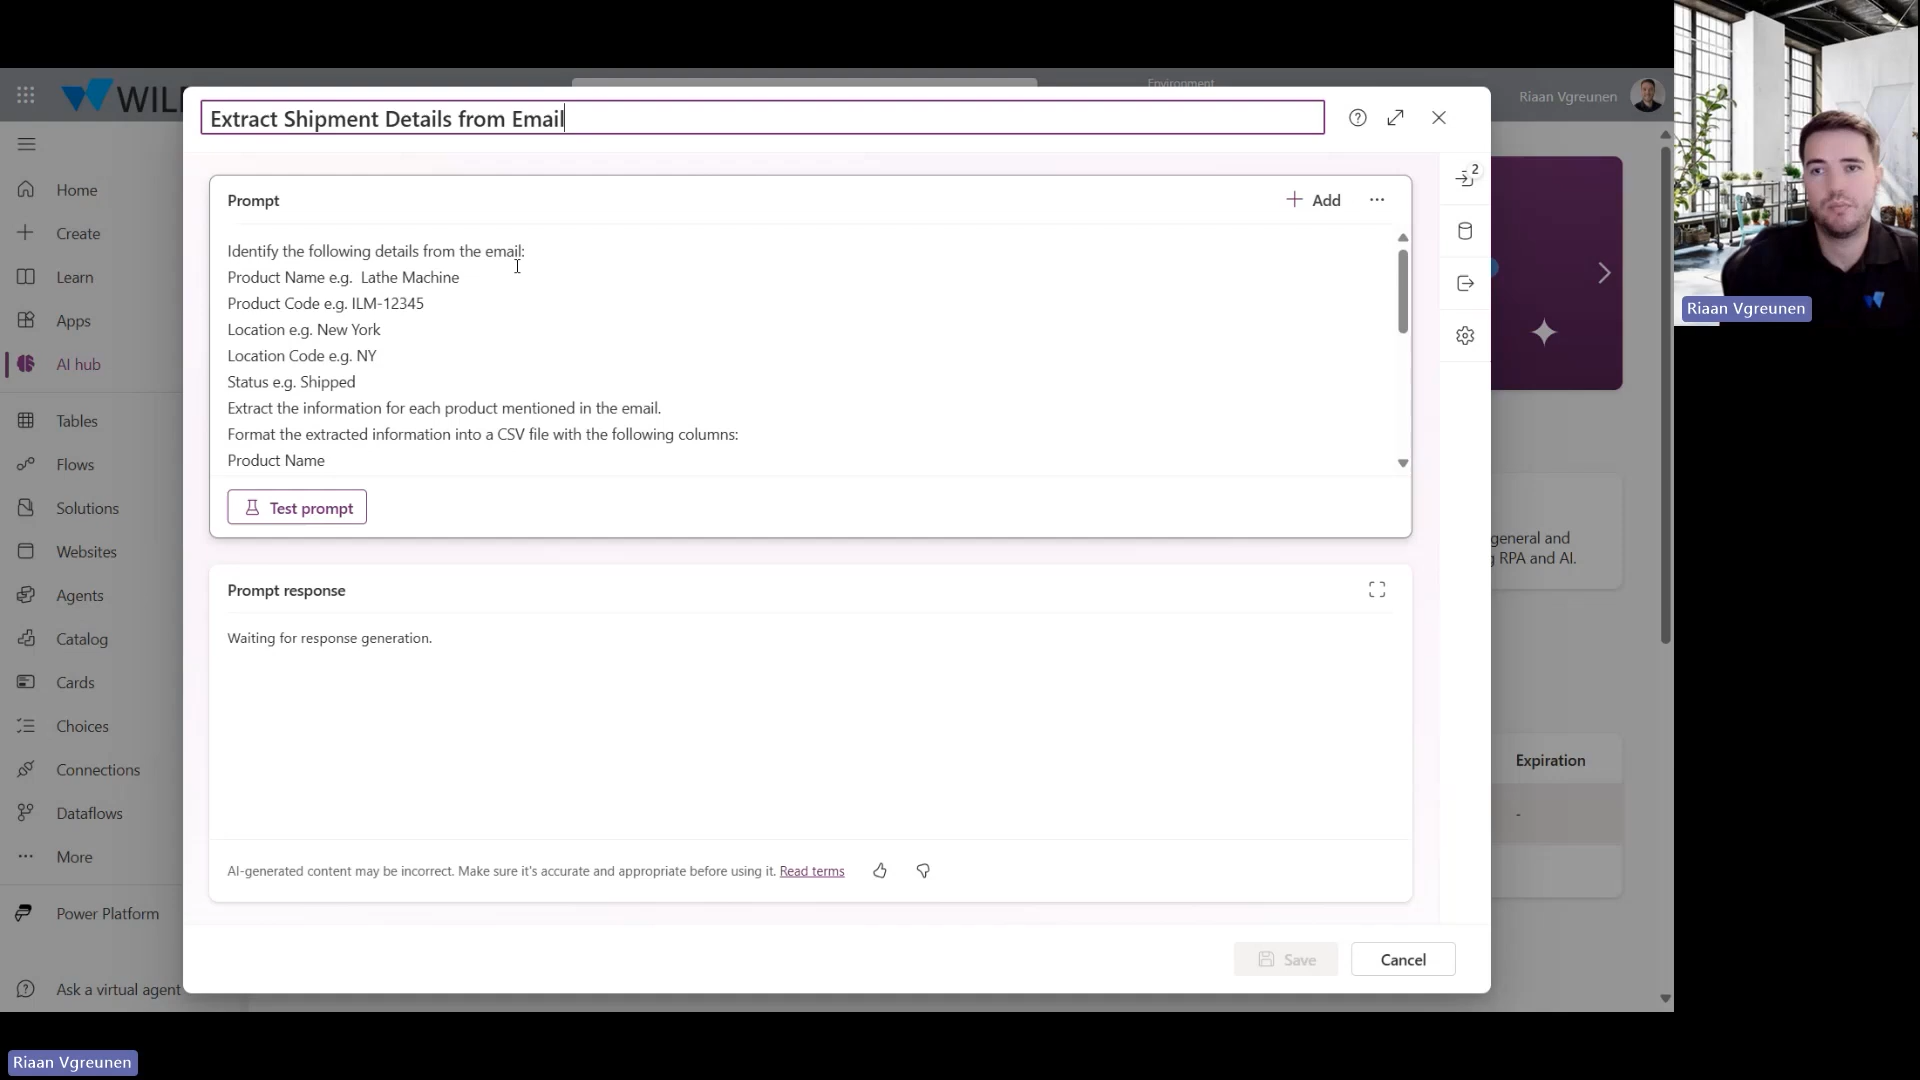 WILL
Environment
Riaan Vgreunen
Extract Shipment Details from Email
Home
Create
Learn
Apps
AI hub
Tables
Flows
Solutions
Websites
Agents
Catalog
Cards
Choices
Connections
Dataflows
More
Power Platform
Ask a virtual agent
Prompt
Add
2
Identify the following details from the email:
Product Name e.g.  Lathe Machine
Product Code e.g. ILM-12345
Location e.g. New York
Location Code e.g. NY
Status e.g. Shipped
Extract the information for each product mentioned in the email.
Format the extracted information into a CSV file with the following columns:
Product Name
Test prompt
Prompt response
Waiting for response generation.
AI-generated content may be incorrect. Make sure it's accurate and appropriate before using it. Read terms
Save
Cancel
general and
RPA and AI.
Expiration
-
Riaan Vgreunen
Riaan Vgreunen